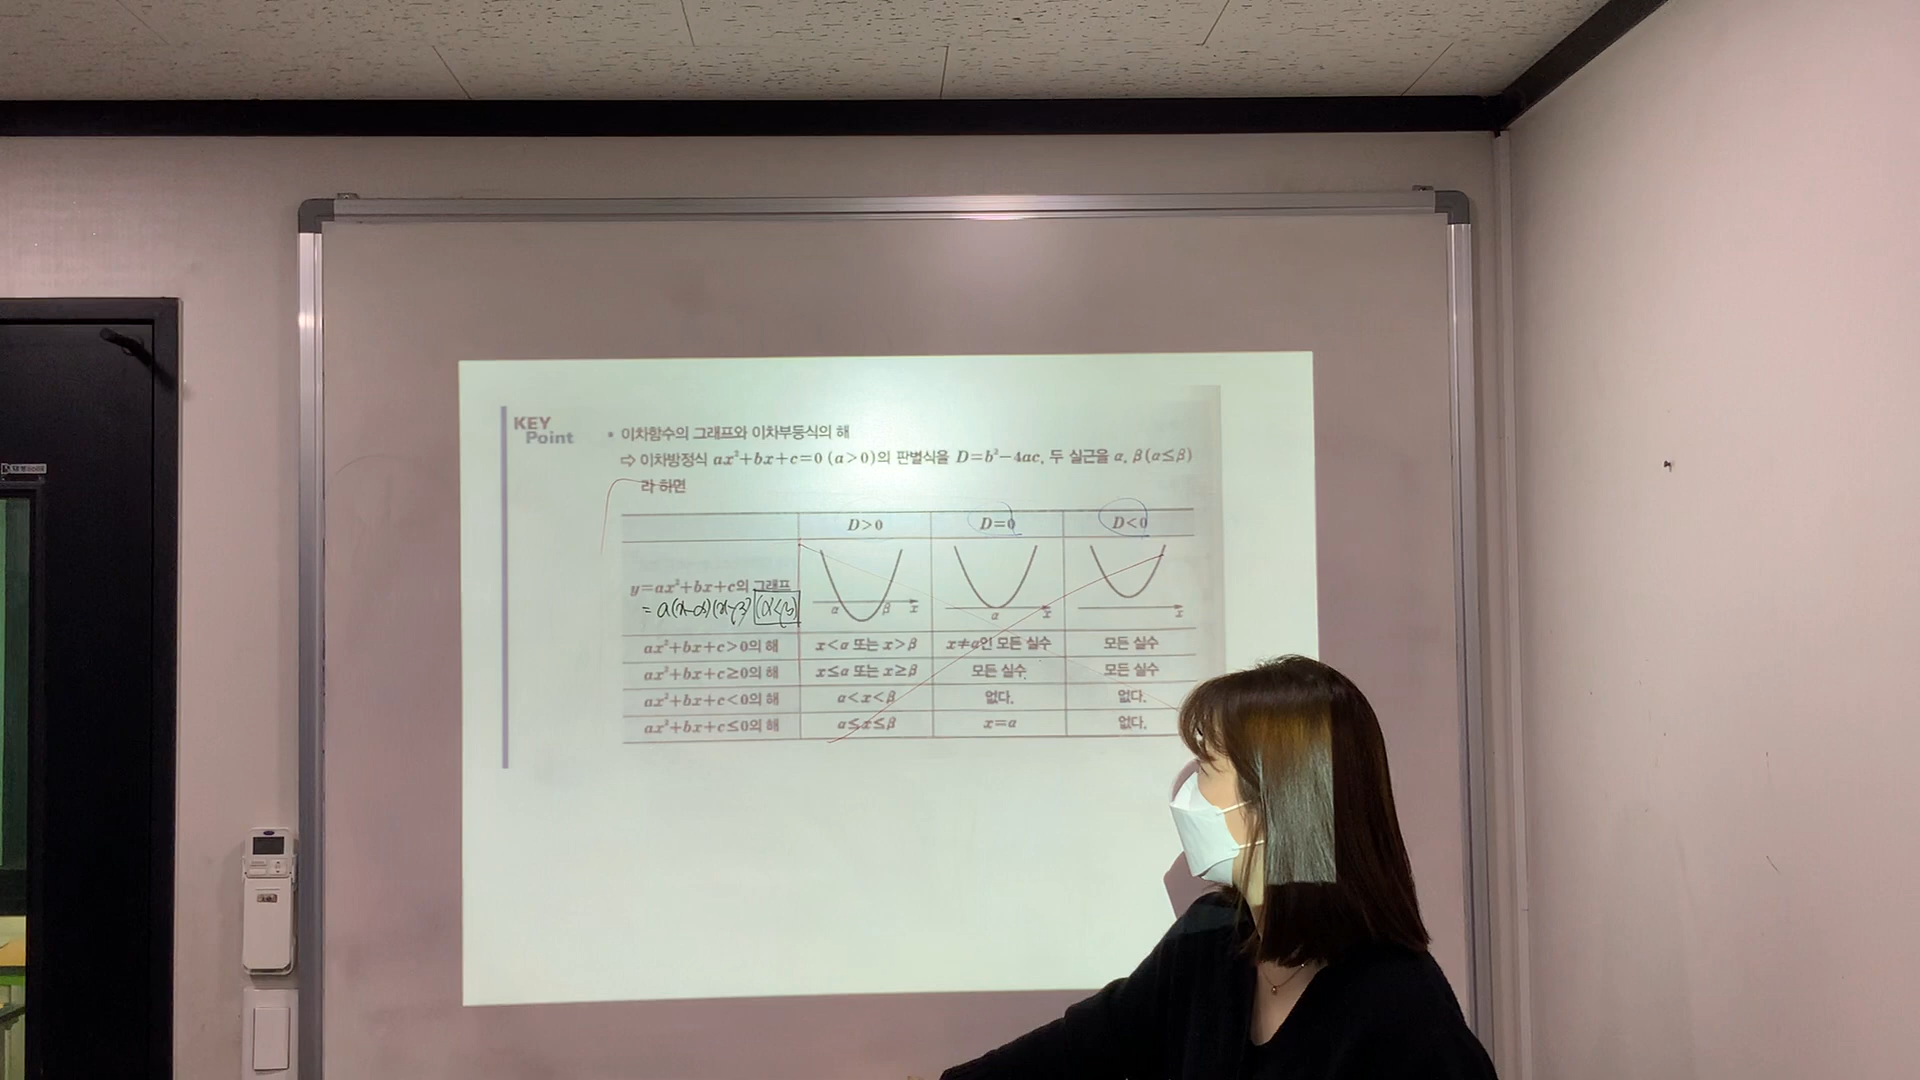 KEY
Point
▪ 이차함수의 그래프와 이차부등식의 해
⇨ 이차방정식 ax²+bx+c=0 (a>0)의 판별식을 D=b²-4ac, 두 실근을 α, β(α≤β)
라 하면
D>0 D=0 D<0
y=ax²+bx+c의 그래프
= a(x-α)(x-β) (α<β)
α β x α x x
ax²+bx+c>0의 해 x<α 또는 x>β x≠α인 모든 실수 모든 실수
ax²+bx+c≥0의 해 x≤α 또는 x≥β 모든 실수 모든 실수
ax²+bx+c<0의 해 α<x<β 없다. 없다.
ax²+bx+c≤0의 해 α≤x≤β x=α 없다.